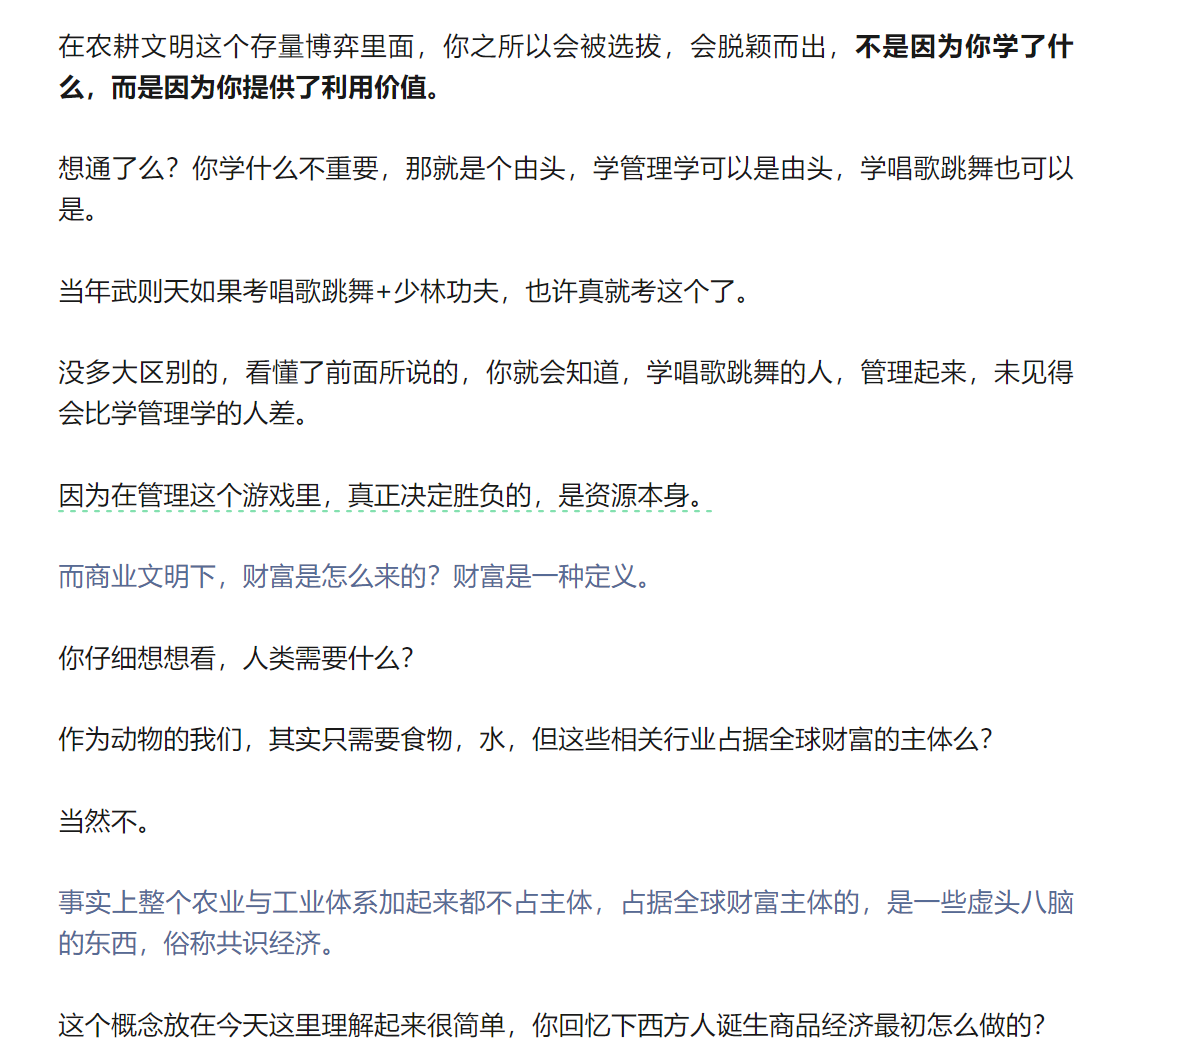 在农耕文明这个存量博弈里面，你之所以会被选拔，会脱颖而出，不是因为你学了什
么，而是因为你提供了利用价值。
想通了么？你学什么不重要，那就是个由头，学管理学可以是由头，学唱歌跳舞也可以
是。
当年武则天如果考唱歌跳舞+少林功夫，也许真就考这个了。
没多大区别的，看懂了前面所说的，你就会知道，学唱歌跳舞的人，管理起来，未见得
会比学管理学的人差。
因为在管理这个游戏里，真正决定胜负的，是资源本身。
而商业文明下，财富是怎么来的？财富是一种定义。
你仔细想想看，人类需要什么？
作为动物的我们，其实只需要食物，水，但这些相关行业占据全球财富的主体么？
当然不。
事实上整个农业与工业体系加起来都不占主体，占据全球财富主体的，是一些虚头八脑
的东西，俗称共识经济。
这个概念放在今天这里理解起来很简单，你回忆下西方人诞生商品经济最初怎么做的？